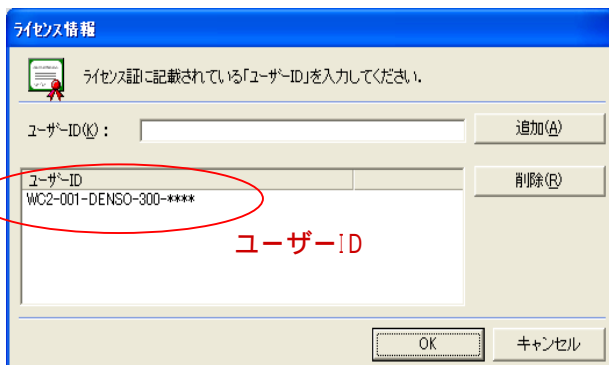 ライセンス情報
ライセンス証に記載されている「ユーザーID」を入力してください.
ユーザーID(K)：
追加(A)
ユーザーID
削除(R)
WC2-001-DENSO-300-****
ユーザーID
OK
キャンセル